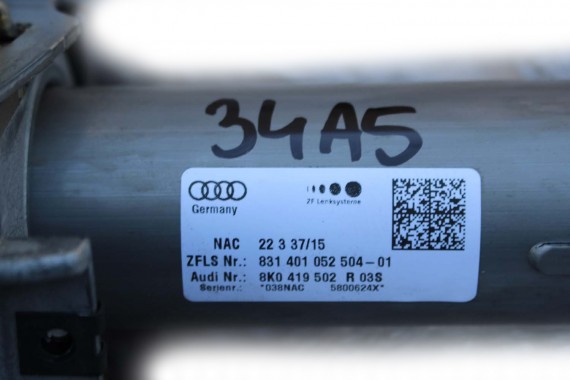 34A5
Germany
ZF Lenksysteme
NAC 22 3 37/15
ZFLS Nr.: 831 401 052 504-01
Audi Nr.: 8K0 419 502 R 03S
Serienr.: *038NAC 5800624X*